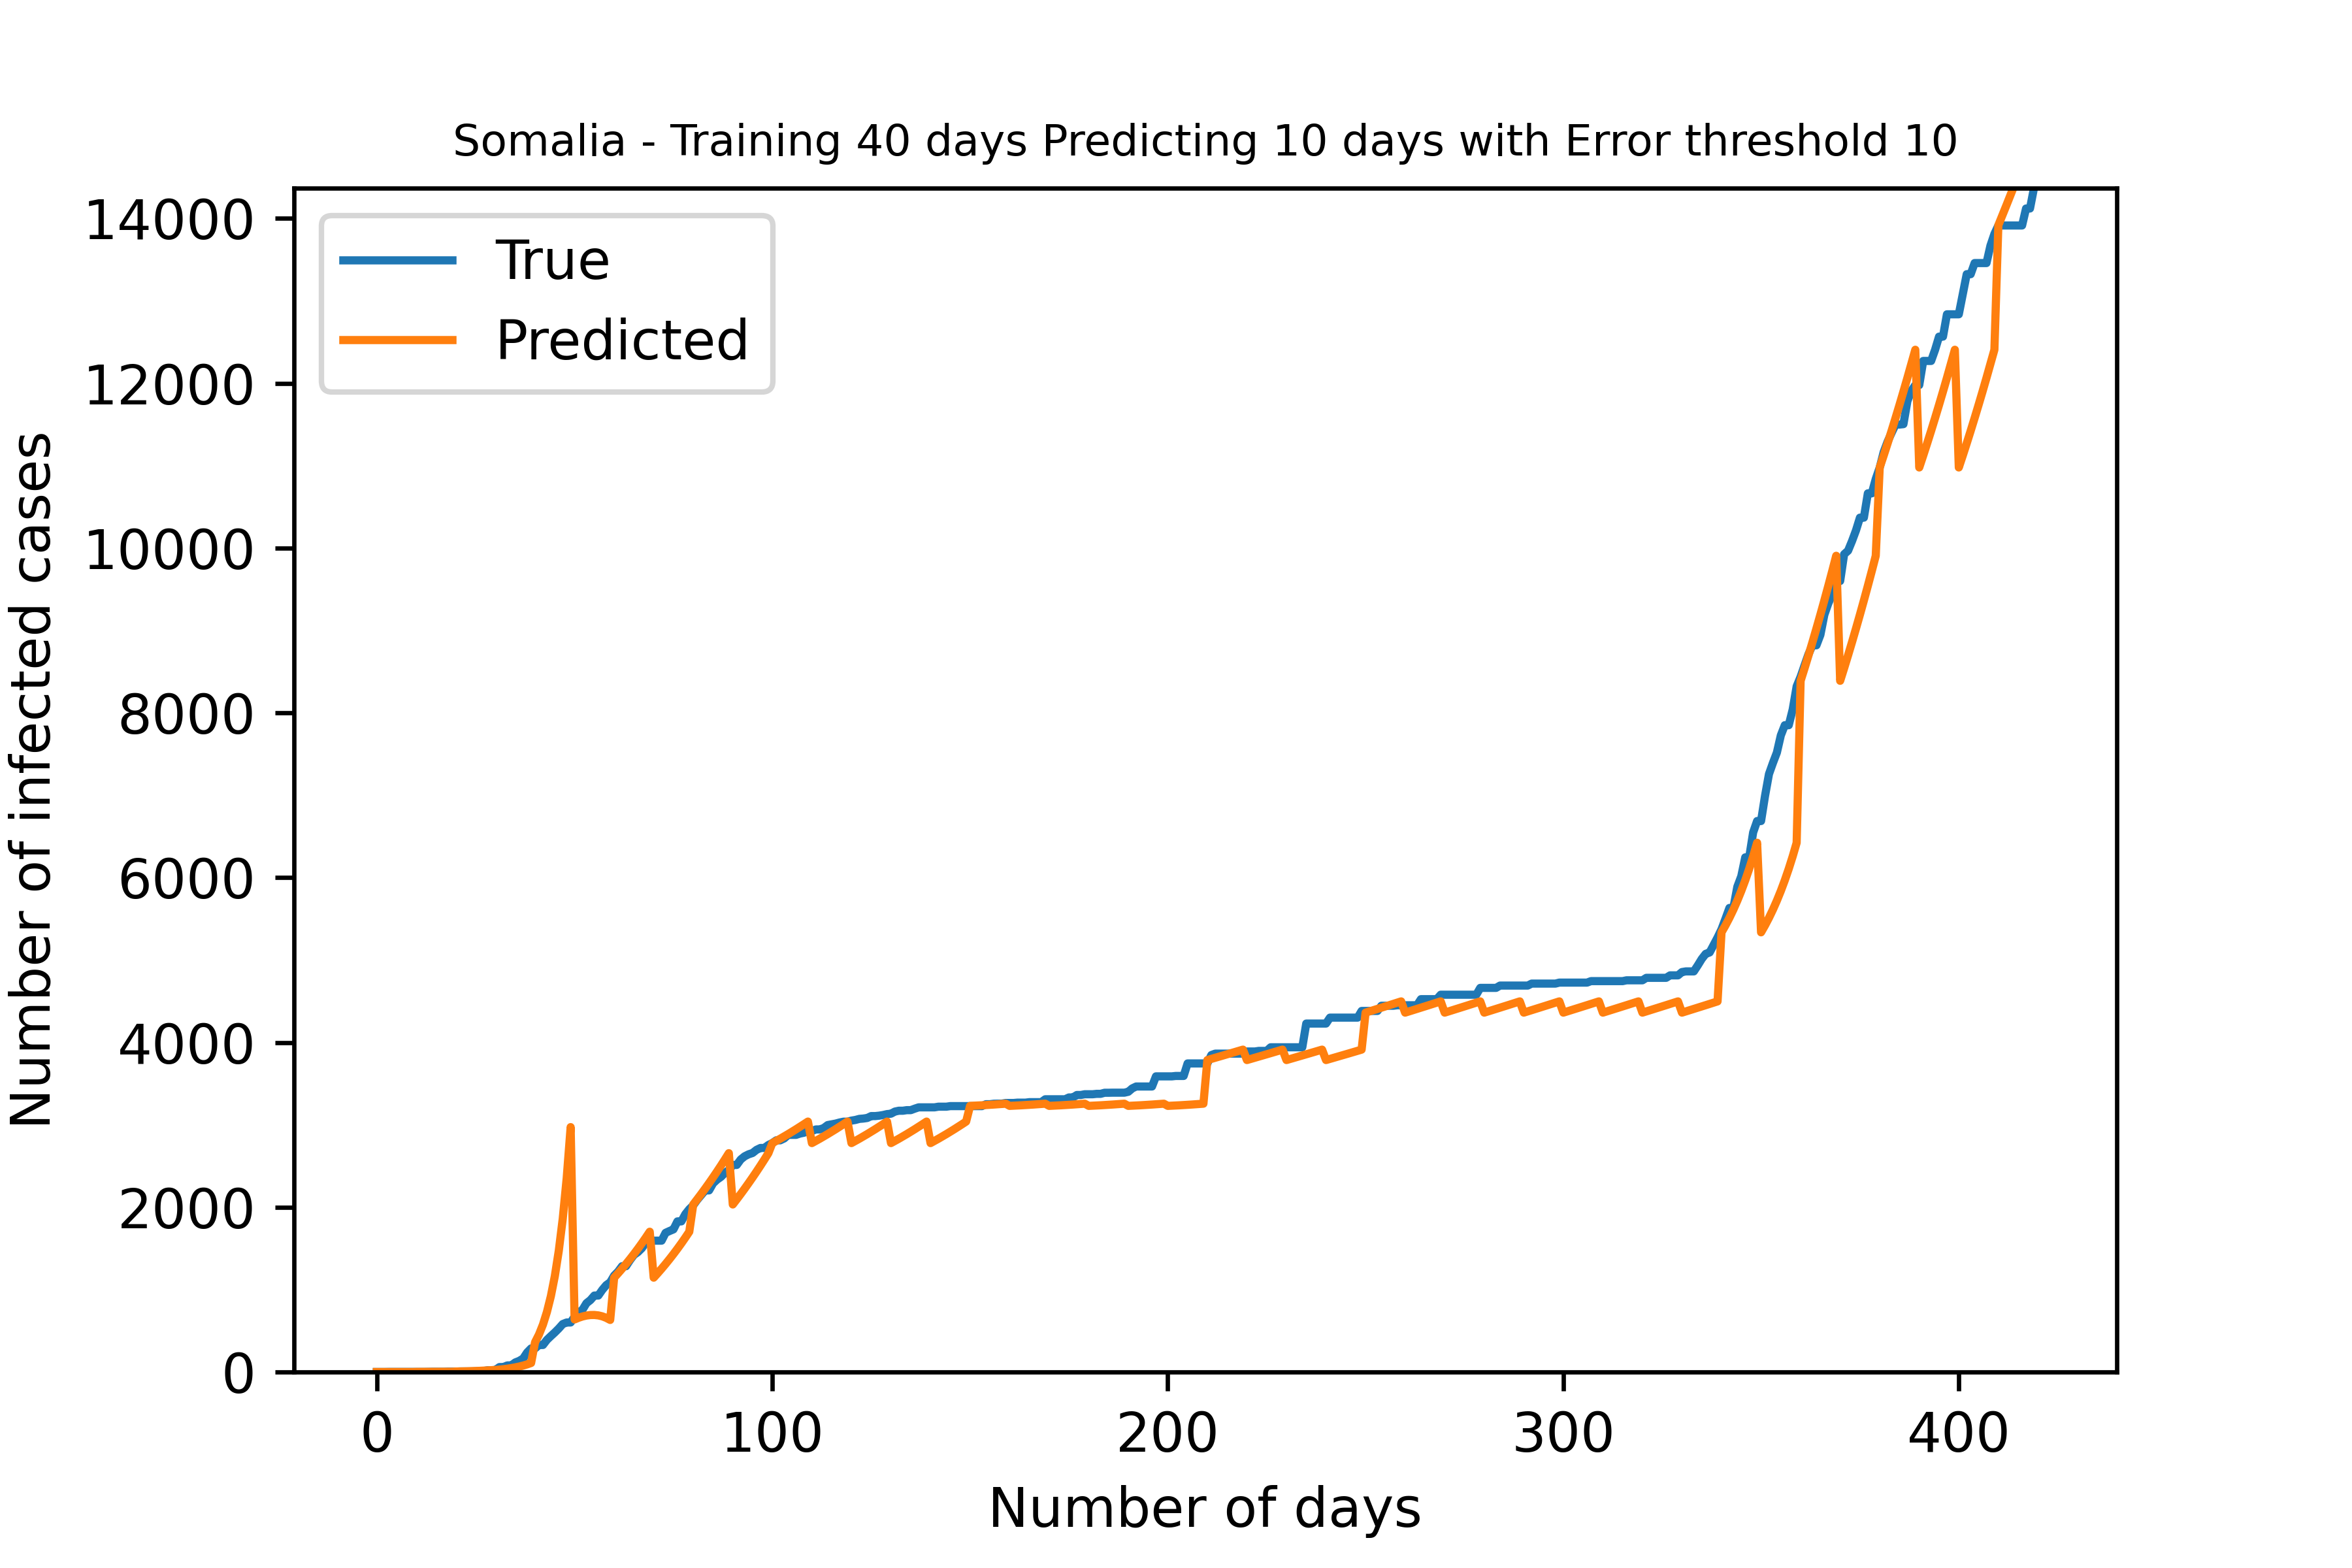 Somalia - Training 40 days Predicting 10 days with Error threshold 10
True
Predicted
14000
12000
10000
8000
6000
4000
2000
0
Number of infected cases
0 100 200 300 400
Number of days